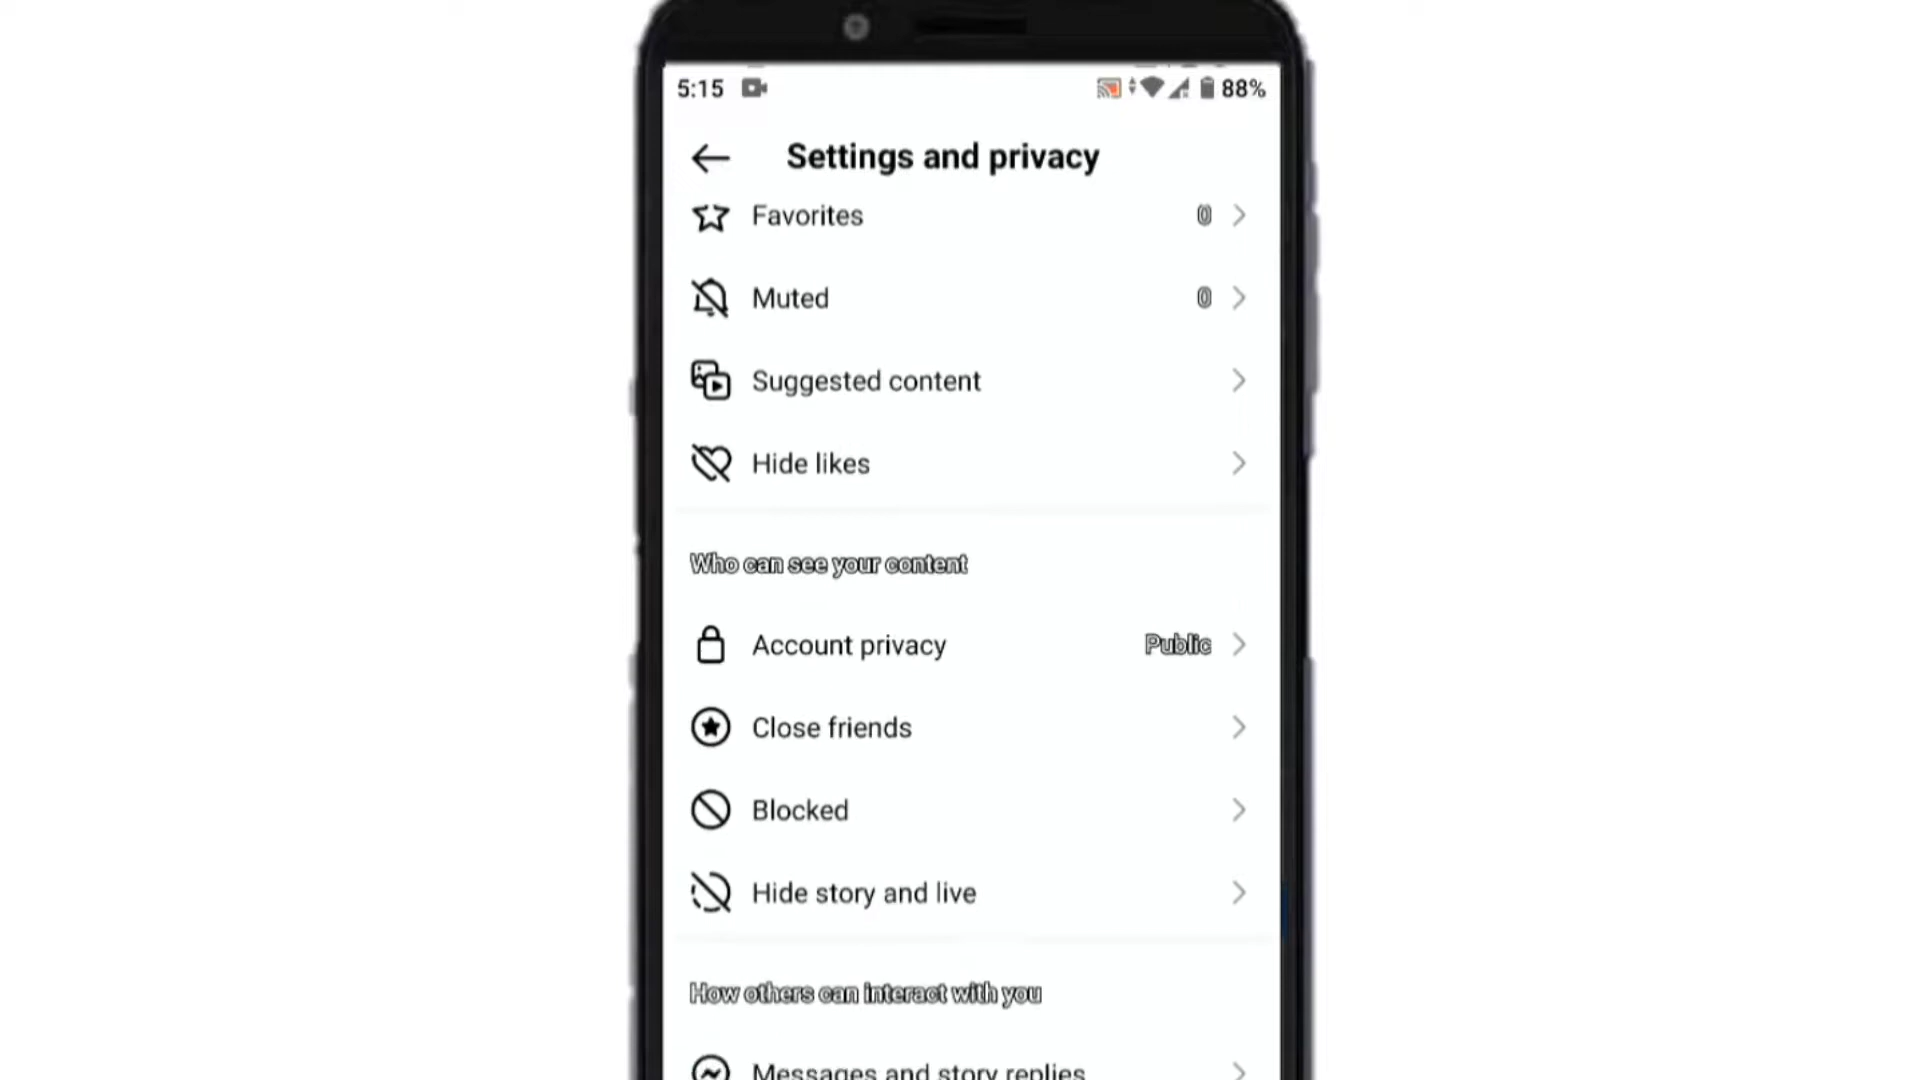 5:15 88%
Settings and privacy
Favorites 0
Muted 0
Suggested content
Hide likes
Who can see your content
Account privacy Public
Close friends
Blocked
Hide story and live
How others can interact with you
Messages and story replies